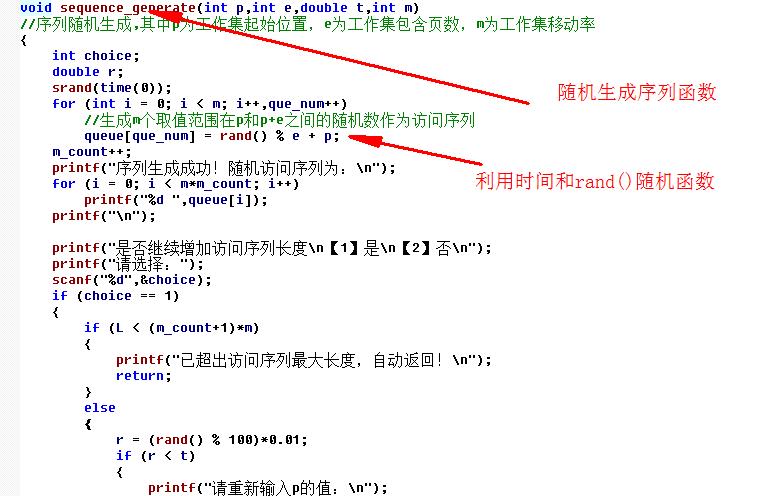 void sequence_generate(int p,int e,double t,int m)
//序列随机生成,其中p为工作集起始位置，e为工作集包含页数，m为工作集移动率
{
int choice;
double r;
srand(time(0));
for (int i = 0; i < m; i++,que_num++)
随机生成序列函数
//生成m个取值范围在p和p+e之间的随机数作为访问序列
queue[que_num] = rand() % e + p;
m_count++;
printf("序列生成成功！随机访问序列为：\n");
for (i = 0; i < m*m_count; i++)
利用时间和rand()随机函数
printf("%d ",queue[i]);
printf("\n");
printf("是否继续增加访问序列长度\n【1】是\n【2】否\n");
printf("请选择：");
scanf("%d",&choice);
if (choice == 1)
{
if (L < (m_count+1)*m)
{
printf("已超出访问序列最大长度，自动返回！\n");
return;
}
else
{
r = (rand() % 100)*0.01;
if (r < t)
{
printf("请重新输入p的值：\n");